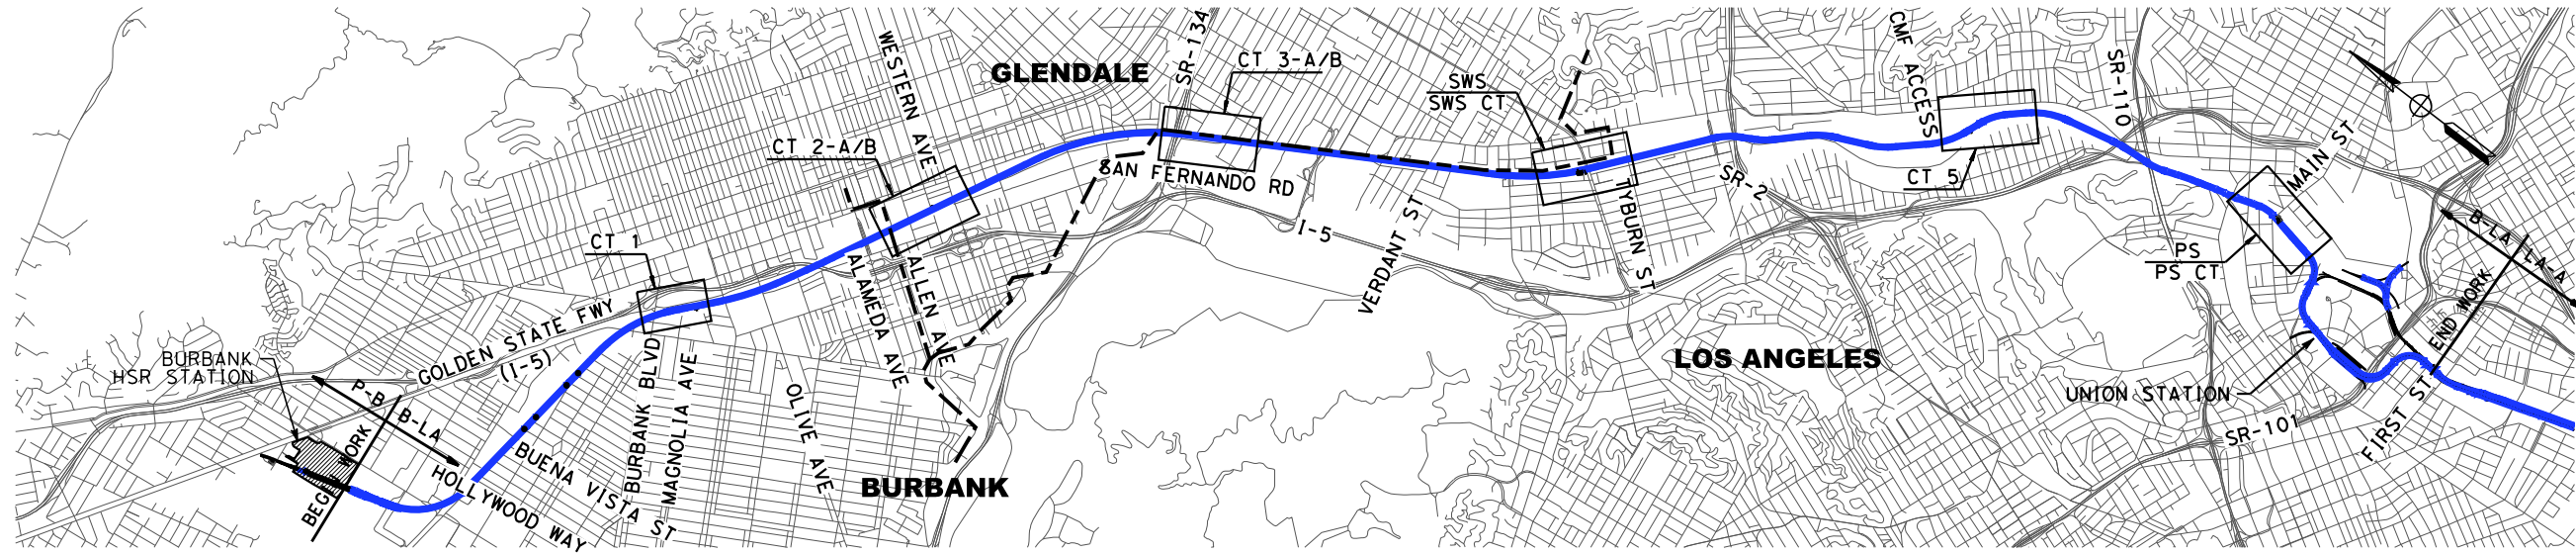 WESTERN AVE
GLENDALE
SR-134
CT 3-A/B
SWS
SWS CT
CMF ACCESS
SR-110
MAIN ST
CT 2-A/B
SAN FERNANDO RD
I-5
VERDANT ST
TYBURN ST
SR-2
CT 5
PS
PS CT
B-LA
LA-A
END WORK
CT 1
ALAMEDA AVE
ALLEN AVE
GOLDEN STATE FWY
(I-5)
BURBANK
HSR STATION
P-B
B-LA
BEGIN WORK
HOLLYWOOD WAY
BUENA VISTA ST
BURBANK BLVD
MAGNOLIA AVE
OLIVE AVE
BURBANK
LOS ANGELES
UNION STATION
SR-101
FIRST ST